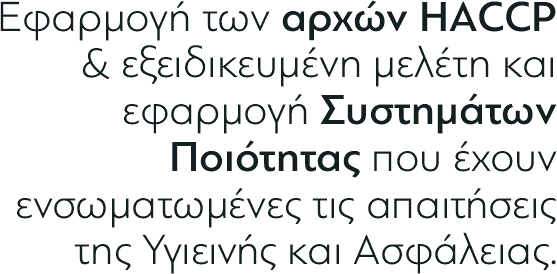 Εφαρμογή των αρχών HACCP
& εξειδικευμένη μελέτη και
εφαρμογή Συστημάτων
Ποιότητας που έχουν
ενσωματωμένες τις απαιτήσεις
της Υγιεινής και Ασφάλειας.